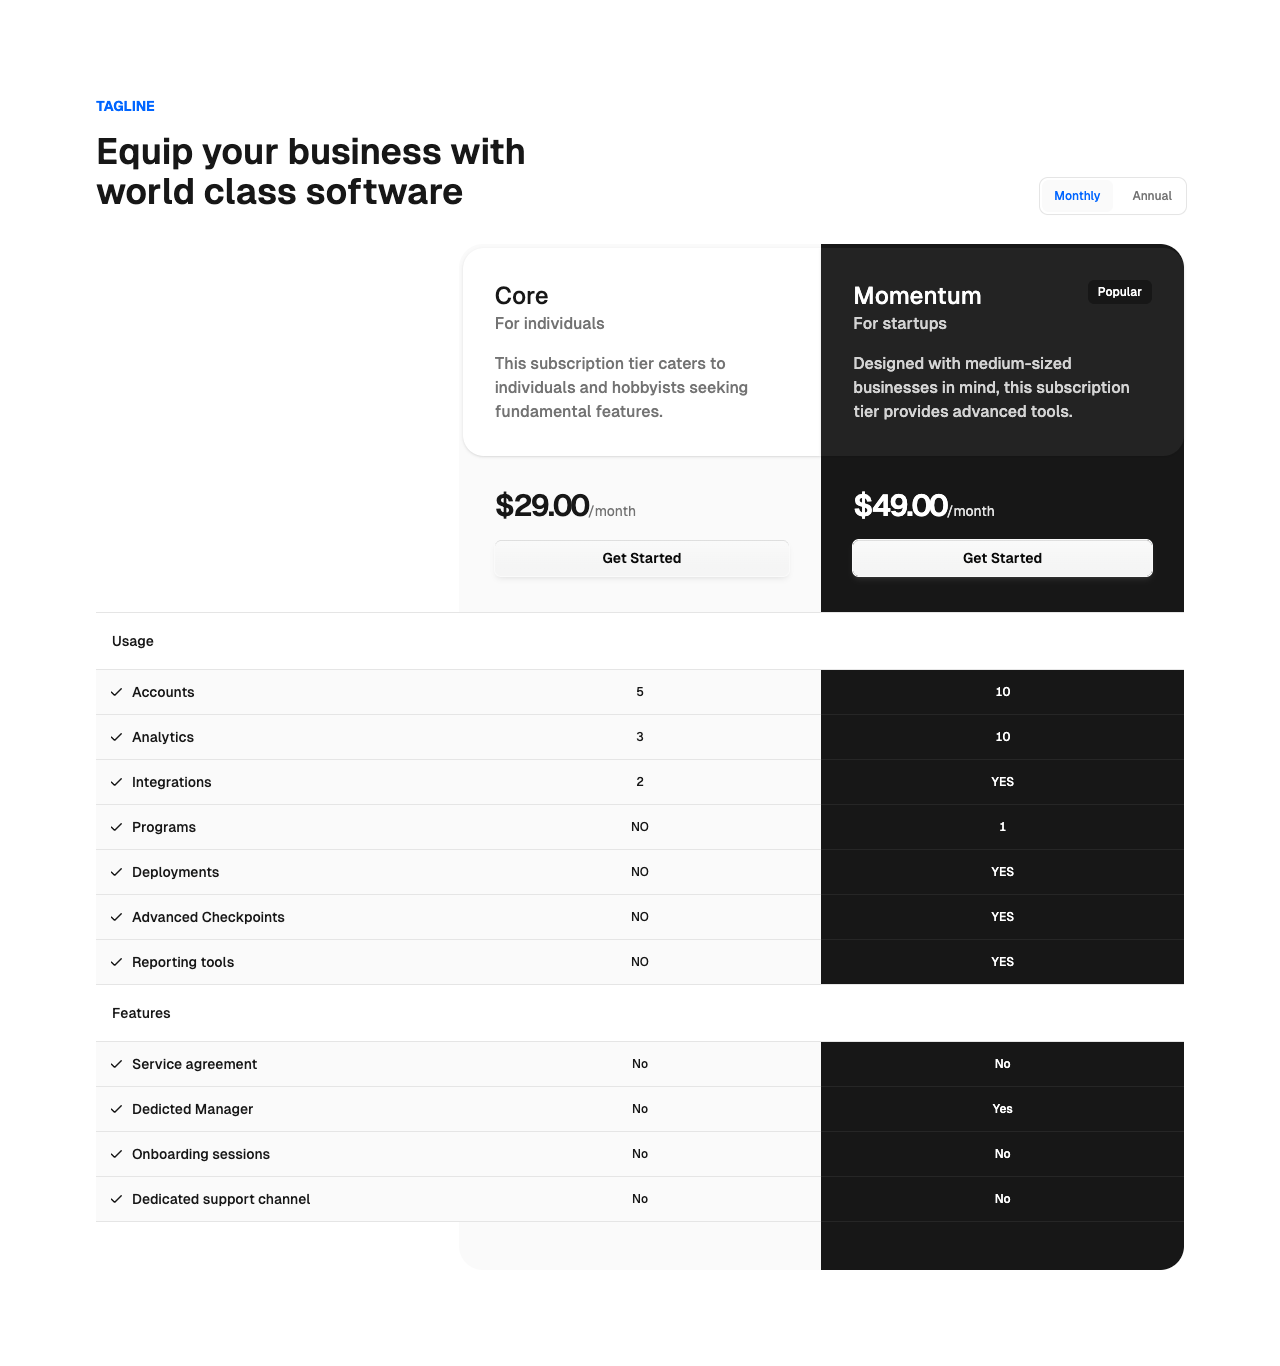 TAGLINE
Equip your business with
world class software
Monthly
Annual
Core
For individuals
This subscription tier caters to
individuals and hobbyists seeking
fundamental features.
Momentum
Popular
For startups
Designed with medium-sized
businesses in mind, this subscription
tier provides advanced tools.
$29.00/month
Get Started
$49.00/month
Get Started
Usage
Accounts 5 10
Analytics 3 10
Integrations 2 YES
Programs NO 1
Deployments NO YES
Advanced Checkpoints NO YES
Reporting tools NO YES
Features
Service agreement No No
Dedicted Manager No Yes
Onboarding sessions No No
Dedicated support channel No No